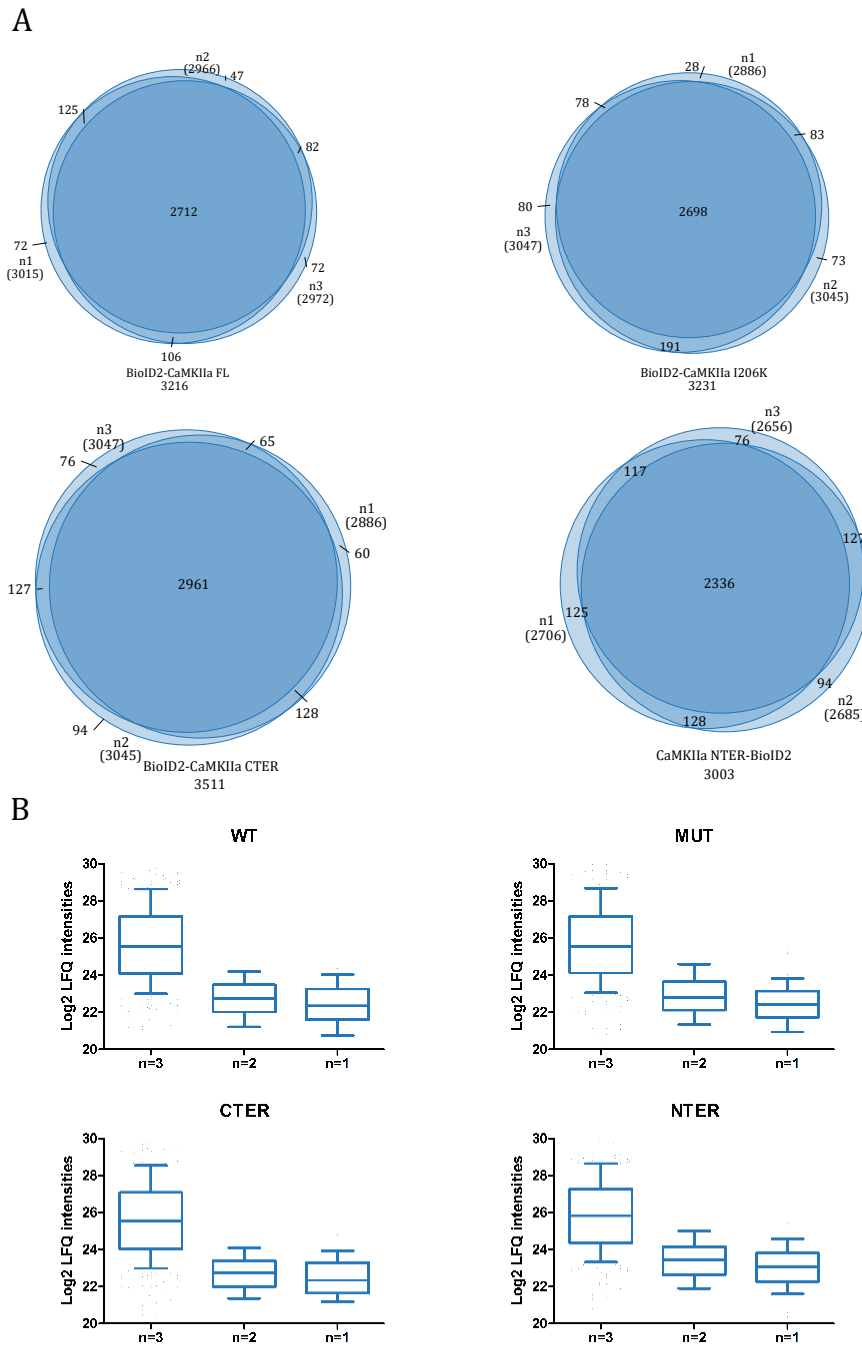 A
n2
(2966)
47
125
82
2712
72
n1
(3015)
72
n3
(2972)
106
BioID2-CaMKIIa FL
3216
28
n1
(2886)
78
83
80
2698
n3
(3047)
73
n2
(3045)
191
BioID2-CaMKIIa I206K
3231
n3
(3047)
76
65
n1
(2886)
60
127
2961
128
94
n2
(3045)
BioID2-CaMKIIa CTER
3511
n3
(2656)
76
117
127
2336
125
n1
(2706)
94
n2
(2685)
128
CaMKIIa NTER-BioID2
3003
B
WT
Log2 LFQ intensities
30
28
26
24
22
20
n=3 n=2 n=1
MUT
Log2 LFQ intensities
30
28
26
24
22
20
n=3 n=2 n=1
CTER
Log2 LFQ intensities
30
28
26
24
22
20
n=3 n=2 n=1
NTER
Log2 LFQ intensities
30
28
26
24
22
20
n=3 n=2 n=1